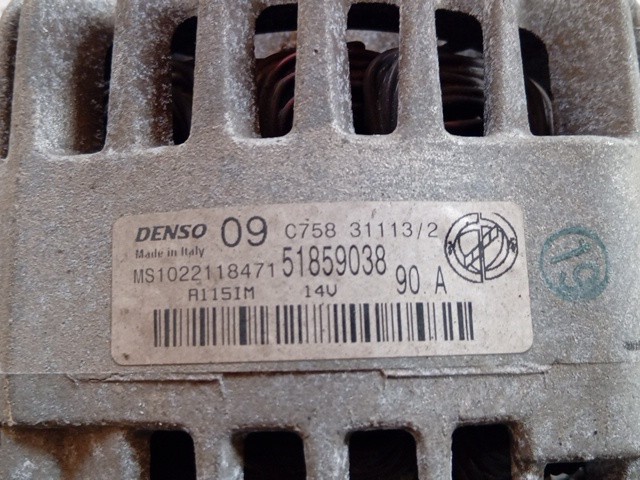 DENSO 09 C758 31113/2
Made in Italy
MS1022118471 51859038
A115IM 14V 90 A